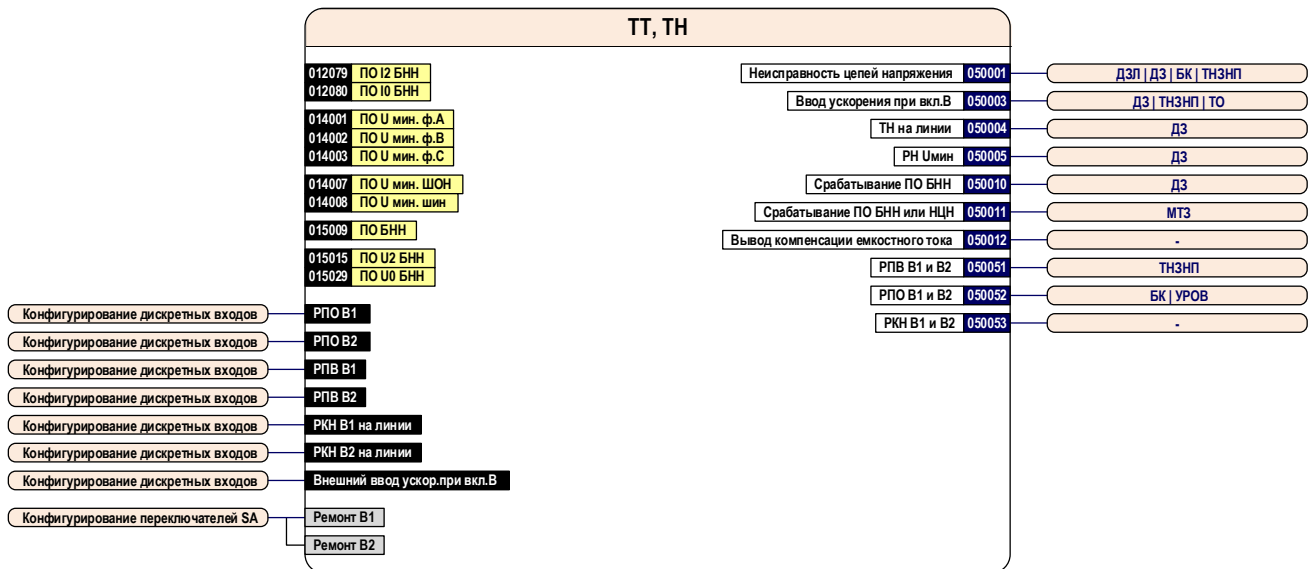 ТТ, ТН
012079 ПО I2 БНН
012080 ПО I0 БНН
014001 ПО U мин. ф.А
014002 ПО U мин. ф.В
014003 ПО U мин. ф.С
014007 ПО U мин. ШОН
014008 ПО U мин. шин
015009 ПО БНН
015015 ПО U2 БНН
015029 ПО U0 БНН
Неисправность цепей напряжения 050001 ДЗЛ | ДЗ | БК | ТНЗНП
Ввод ускорения при вкл.В 050003 ДЗ | ТНЗНП | ТО
ТН на линии 050004 ДЗ
РН Uмин 050005 ДЗ
Срабатывание ПО БНН 050010 ДЗ
Срабатывание ПО БНН или НЦН 050011 МТЗ
Вывод компенсации емкостного тока 050012 -
РПВ В1 и В2 050051 ТНЗНП
РПО В1 и В2 050052 БК | УРОВ
РКН В1 и В2 050053 -
Конфигурирование дискретных входов РПО В1
Конфигурирование дискретных входов РПО В2
Конфигурирование дискретных входов РПВ В1
Конфигурирование дискретных входов РПВ В2
Конфигурирование дискретных входов РКН В1 на линии
Конфигурирование дискретных входов РКН В2 на линии
Конфигурирование дискретных входов Внешний ввод ускор.при вкл.В
Конфигурирование переключателей SA Ремонт В1
Ремонт В2